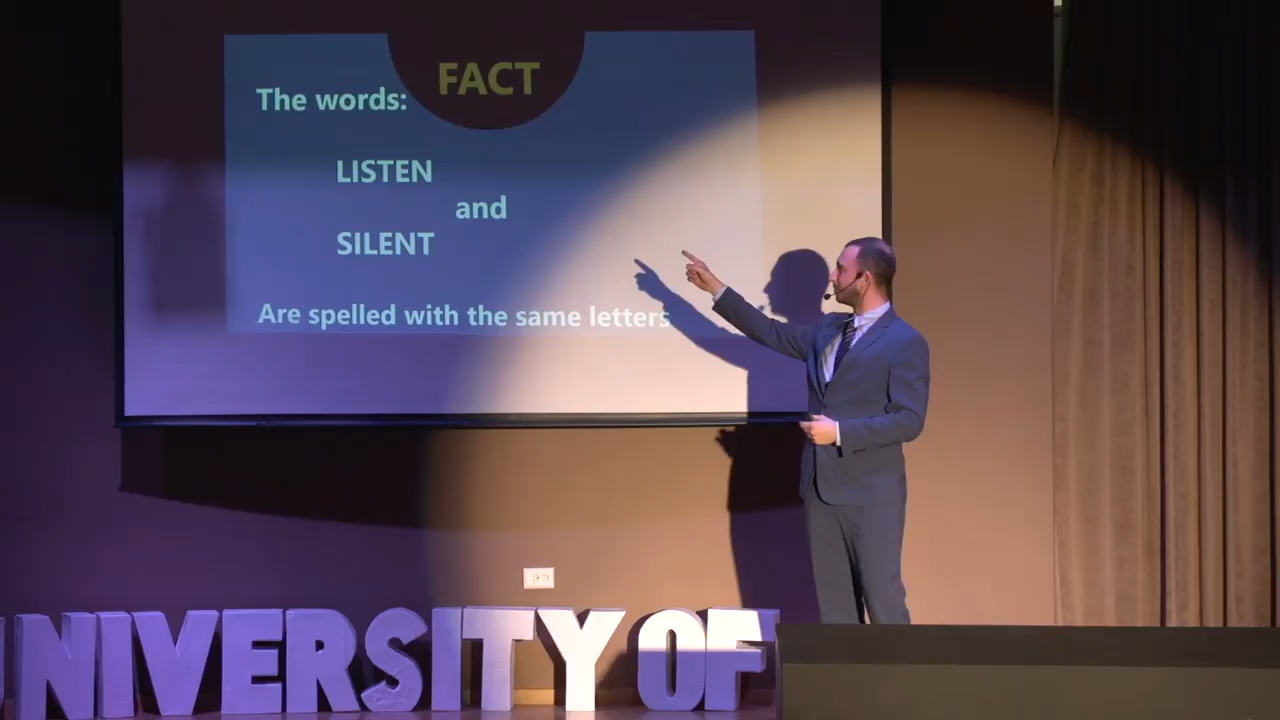 FACT
The words:
LISTEN
and
SILENT
Are spelled with the same letters
UNIVERSITY OF